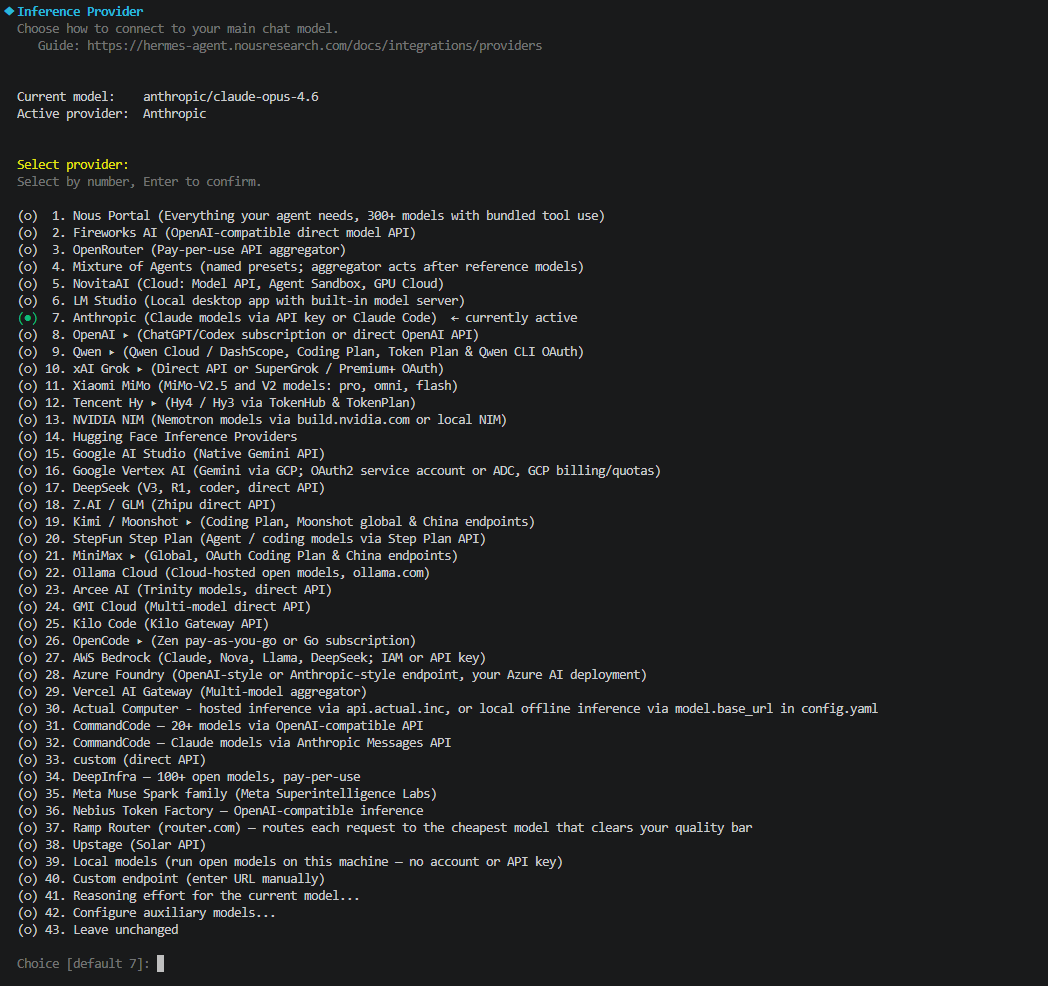 ◆ Inference Provider
Choose how to connect to your main chat model.
Guide: https://hermes-agent.nousresearch.com/docs/integrations/providers
Current model: anthropic/claude-opus-4.6
Active provider: Anthropic
Select provider:
Select by number, Enter to confirm.
(o) 1. Nous Portal (Everything your agent needs, 300+ models with bundled tool use)
(o) 2. Fireworks AI (OpenAI-compatible direct model API)
(o) 3. OpenRouter (Pay-per-use API aggregator)
(o) 4. Mixture of Agents (named presets; aggregator acts after reference models)
(o) 5. NovitaAI (Cloud: Model API, Agent Sandbox, GPU Cloud)
(o) 6. LM Studio (Local desktop app with built-in model server)
(●) 7. Anthropic (Claude models via API key or Claude Code) ← currently active
(o) 8. OpenAI ▸ (ChatGPT/Codex subscription or direct OpenAI API)
(o) 9. Qwen ▸ (Qwen Cloud / DashScope, Coding Plan, Token Plan & Qwen CLI OAuth)
(o) 10. xAI Grok ▸ (Direct API or SuperGrok / Premium+ OAuth)
(o) 11. Xiaomi MiMo (MiMo-V2.5 and V2 models: pro, omni, flash)
(o) 12. Tencent Hy ▸ (Hy4 / Hy3 via TokenHub & TokenPlan)
(o) 13. NVIDIA NIM (Nemotron models via build.nvidia.com or local NIM)
(o) 14. Hugging Face Inference Providers
(o) 15. Google AI Studio (Native Gemini API)
(o) 16. Google Vertex AI (Gemini via GCP; OAuth2 service account or ADC, GCP billing/quotas)
(o) 17. DeepSeek (V3, R1, coder, direct API)
(o) 18. Z.AI / GLM (Zhipu direct API)
(o) 19. Kimi / Moonshot ▸ (Coding Plan, Moonshot global & China endpoints)
(o) 20. StepFun Step Plan (Agent / coding models via Step Plan API)
(o) 21. MiniMax ▸ (Global, OAuth Coding Plan & China endpoints)
(o) 22. Ollama Cloud (Cloud-hosted open models, ollama.com)
(o) 23. Arcee AI (Trinity models, direct API)
(o) 24. GMI Cloud (Multi-model direct API)
(o) 25. Kilo Code (Kilo Gateway API)
(o) 26. OpenCode ▸ (Zen pay-as-you-go or Go subscription)
(o) 27. AWS Bedrock (Claude, Nova, Llama, DeepSeek; IAM or API key)
(o) 28. Azure Foundry (OpenAI-style or Anthropic-style endpoint, your Azure AI deployment)
(o) 29. Vercel AI Gateway (Multi-model aggregator)
(o) 30. Actual Computer - hosted inference via api.actual.inc, or local offline inference via model.base_url in config.yaml
(o) 31. CommandCode — 20+ models via OpenAI-compatible API
(o) 32. CommandCode — Claude models via Anthropic Messages API
(o) 33. custom (direct API)
(o) 34. DeepInfra — 100+ open models, pay-per-use
(o) 35. Meta Muse Spark family (Meta Superintelligence Labs)
(o) 36. Nebius Token Factory — OpenAI-compatible inference
(o) 37. Ramp Router (router.com) — routes each request to the cheapest model that clears your quality bar
(o) 38. Upstage (Solar API)
(o) 39. Local models (run open models on this machine — no account or API key)
(o) 40. Custom endpoint (enter URL manually)
(o) 41. Reasoning effort for the current model...
(o) 42. Configure auxiliary models...
(o) 43. Leave unchanged
Choice [default 7]: